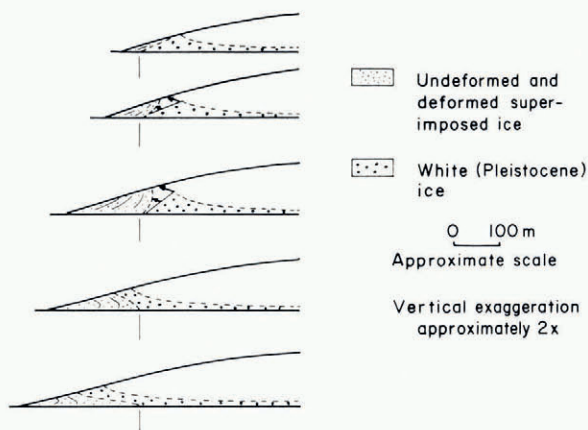 Undeformed and
deformed super-
imposed ice
White (Pleistocene)
ice
0 100 m
Approximate scale
Vertical exaggeration
approximately 2x